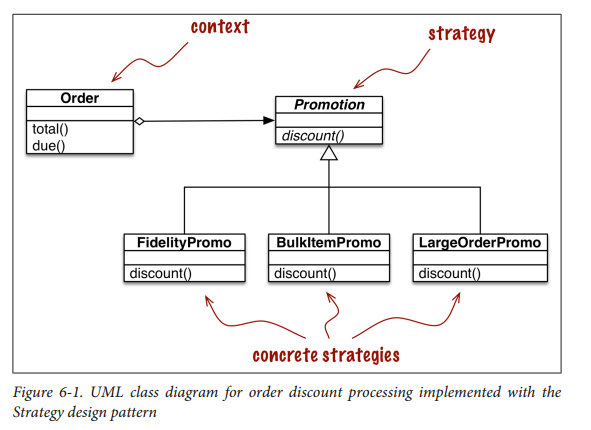 context
strategy
Order
total()
due()
Promotion
discount()
FidelityPromo
discount()
BulkItemPromo
discount()
LargeOrderPromo
discount()
concrete strategies
Figure 6-1. UML class diagram for order discount processing implemented with the
Strategy design pattern